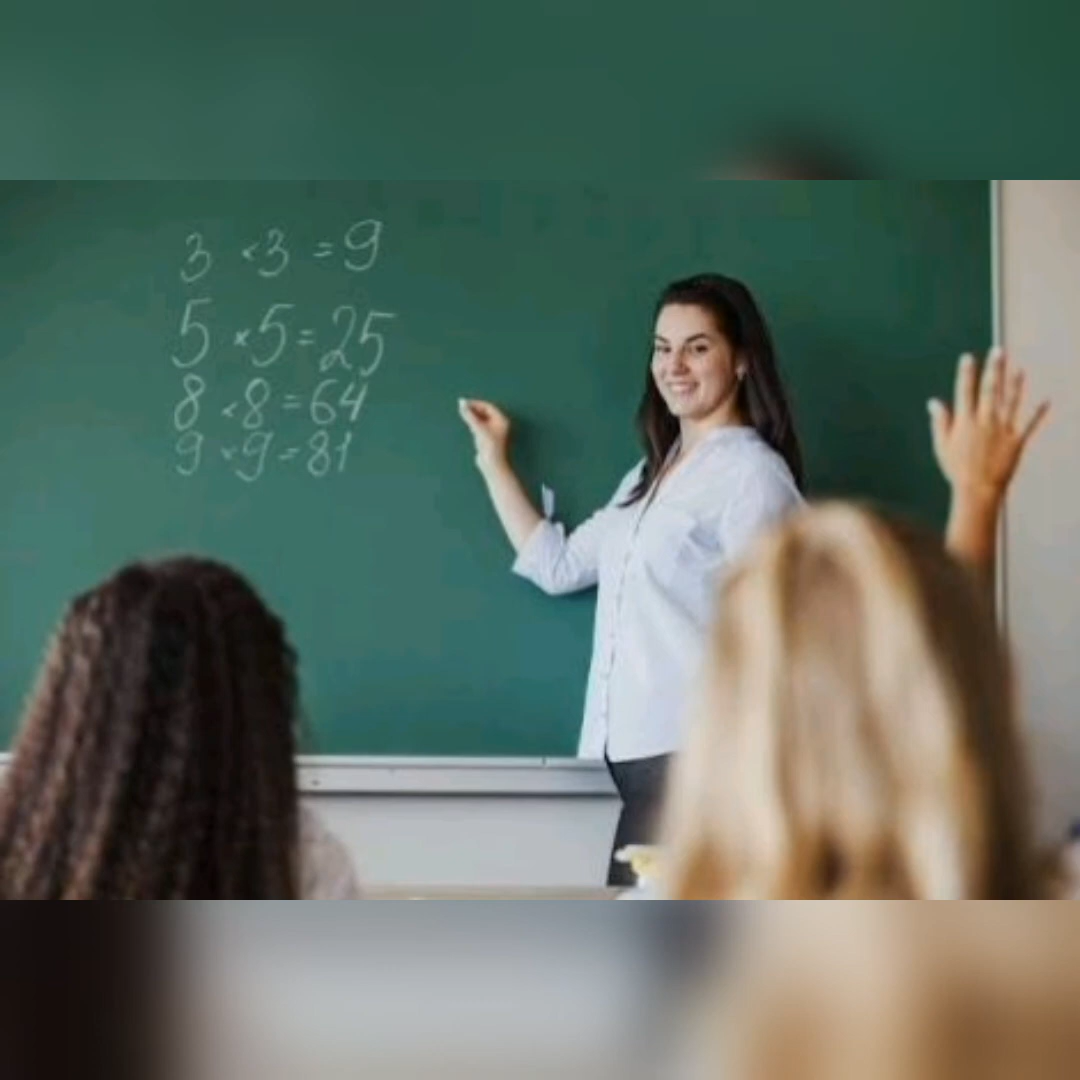 3 × 3 = 9
5 × 5 = 25
8 × 8 = 64
9 × 9 = 81